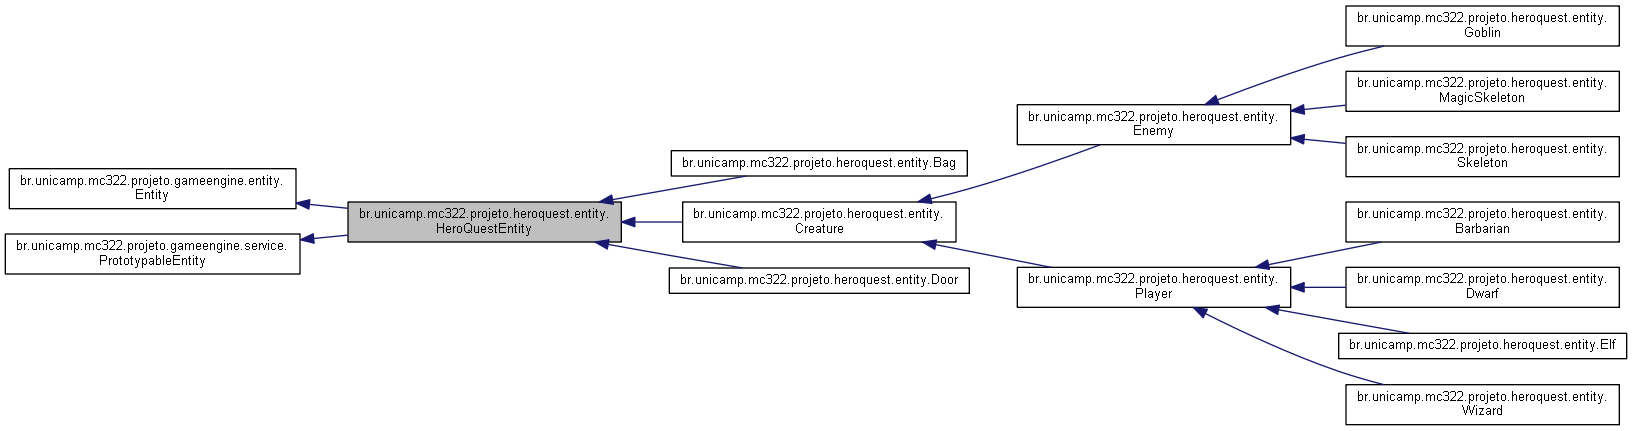 br.unicamp.mc322.projeto.gameengine.entity.
Entity
br.unicamp.mc322.projeto.gameengine.service.
PrototypableEntity
br.unicamp.mc322.projeto.heroquest.entity.
HeroQuestEntity
br.unicamp.mc322.projeto.heroquest.entity.Bag
br.unicamp.mc322.projeto.heroquest.entity.
Creature
br.unicamp.mc322.projeto.heroquest.entity.Door
br.unicamp.mc322.projeto.heroquest.entity.
Enemy
br.unicamp.mc322.projeto.heroquest.entity.
Player
br.unicamp.mc322.projeto.heroquest.entity.
Goblin
br.unicamp.mc322.projeto.heroquest.entity.
MagicSkeleton
br.unicamp.mc322.projeto.heroquest.entity.
Skeleton
br.unicamp.mc322.projeto.heroquest.entity.
Barbarian
br.unicamp.mc322.projeto.heroquest.entity.
Dwarf
br.unicamp.mc322.projeto.heroquest.entity.Elf
br.unicamp.mc322.projeto.heroquest.entity.
Wizard